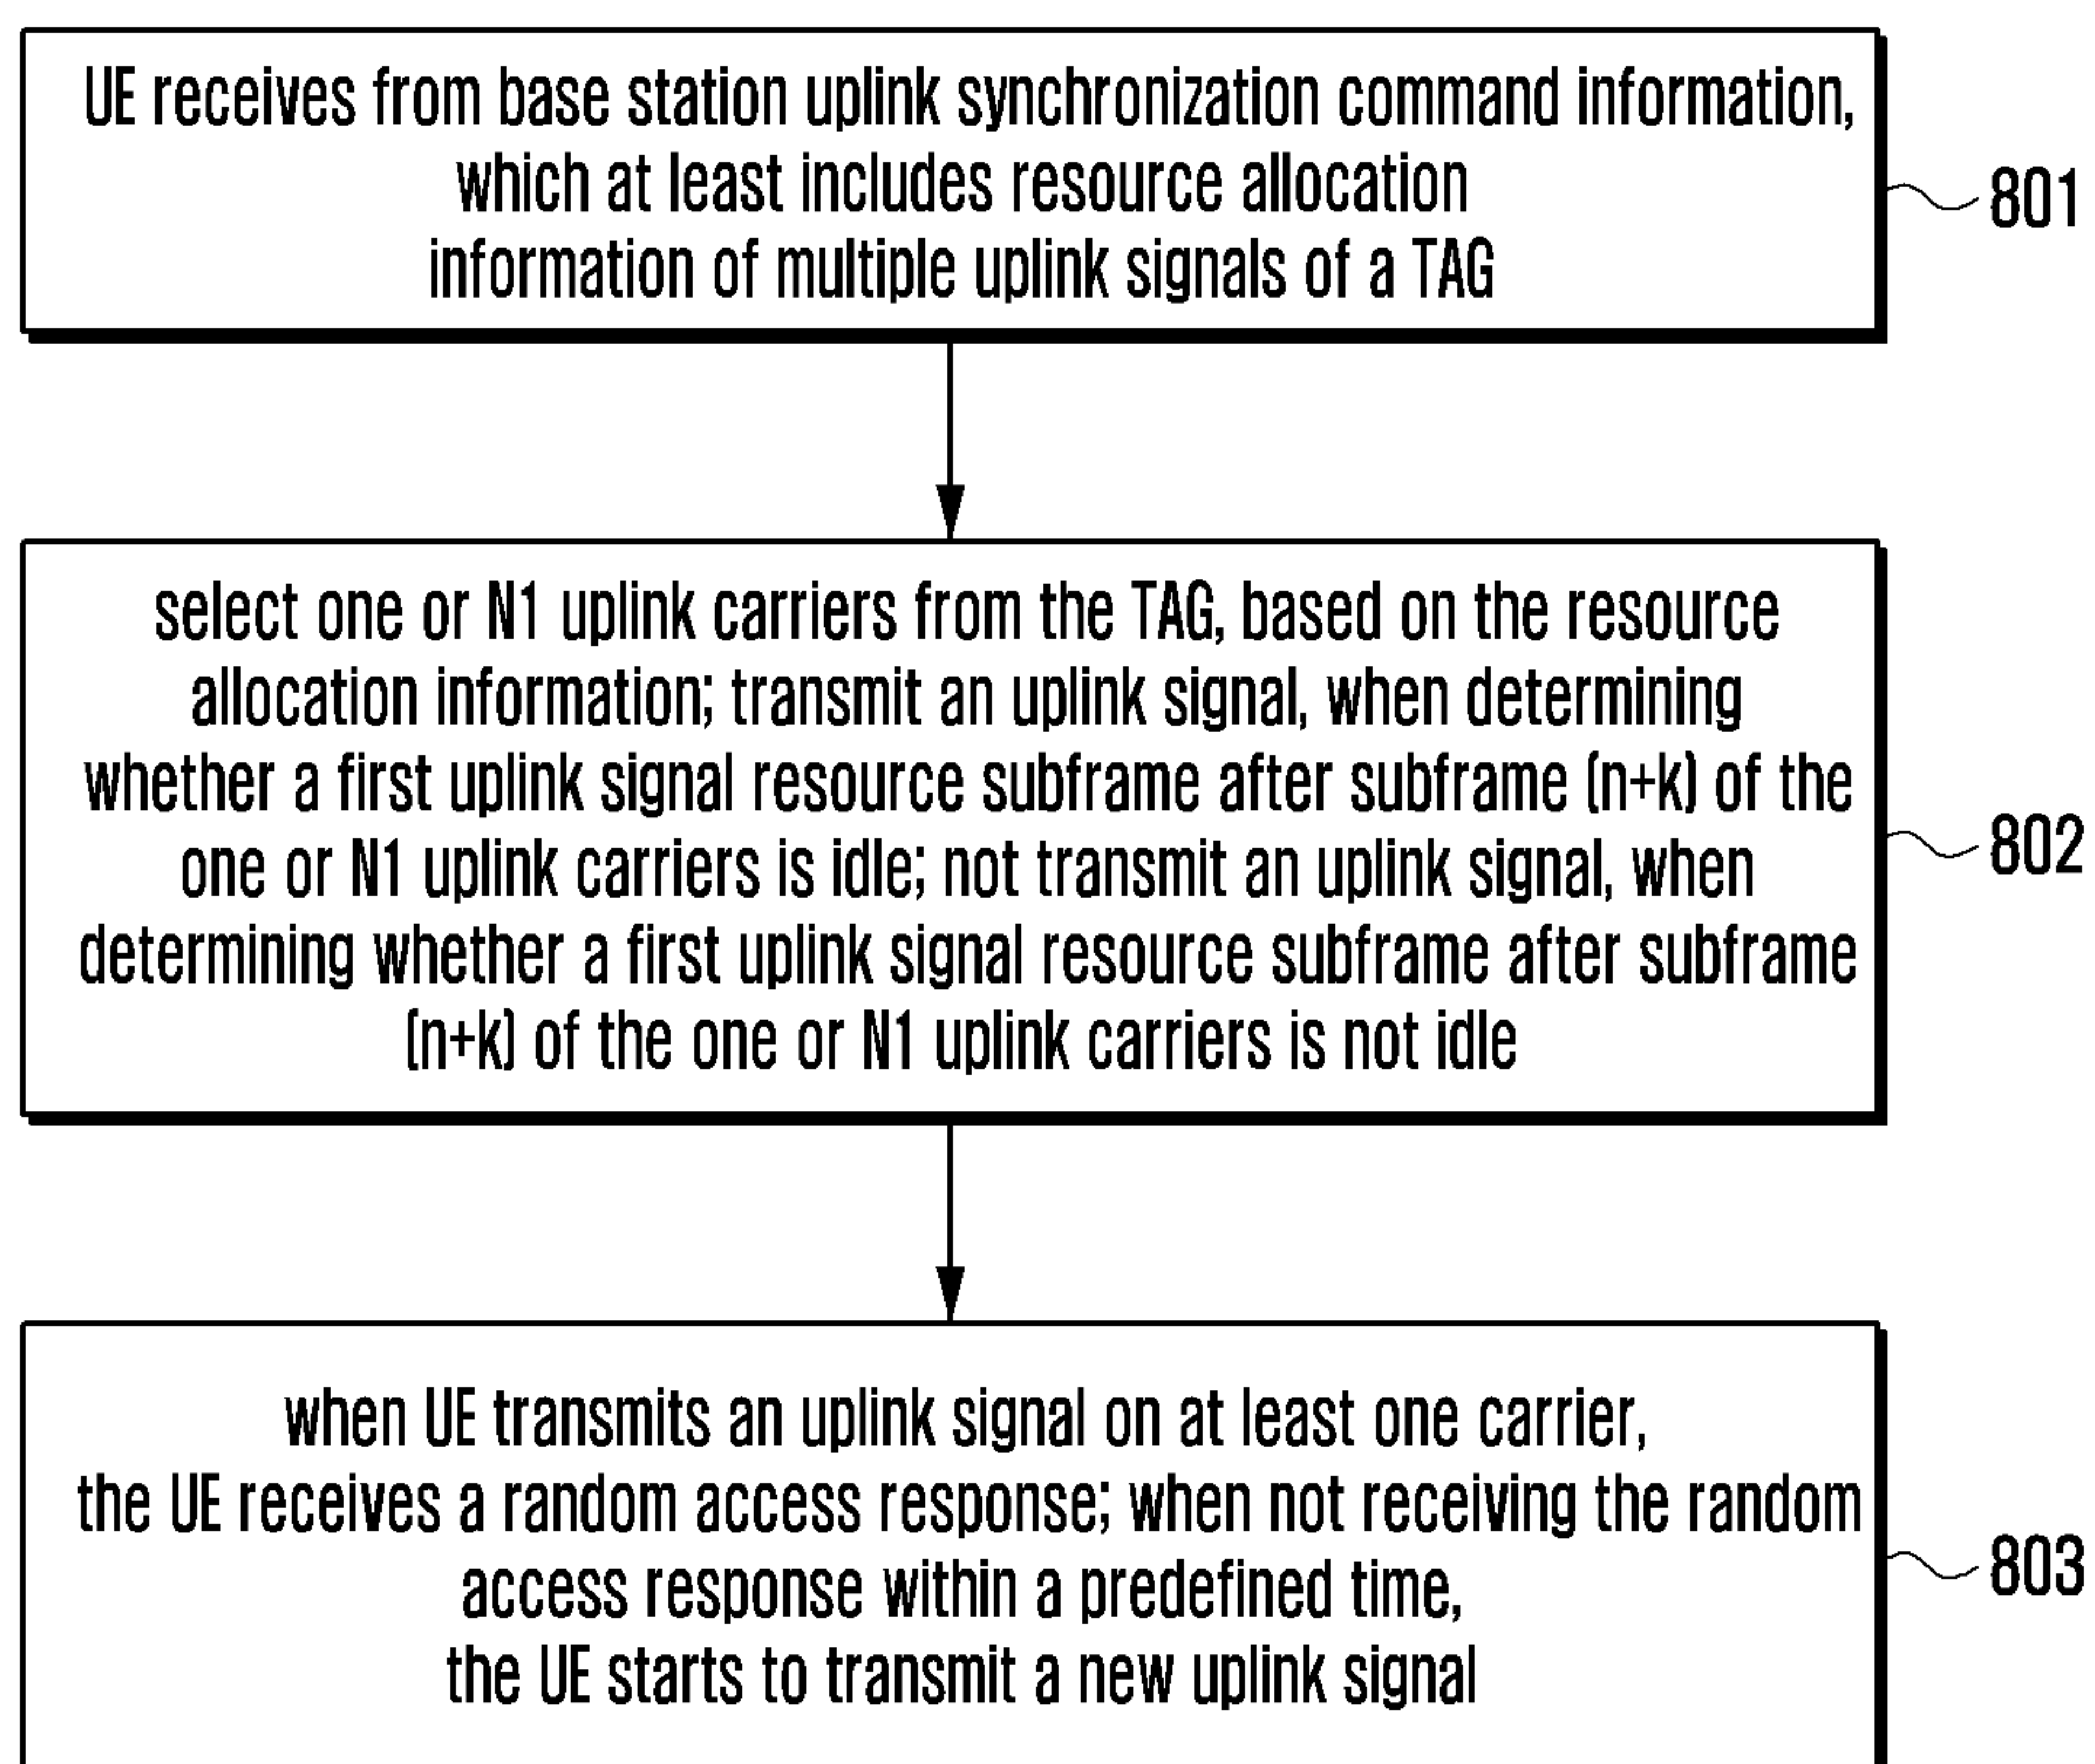 UE receives from base station uplink synchronization command information,
which at least includes resource allocation
information of multiple uplink signals of a TAG
801
select one or N1 uplink carriers from the TAG, based on the resource
allocation information; transmit an uplink signal, when determining
whether a first uplink signal resource subframe after subframe (n+k) of the
one or N1 uplink carriers is idle; not transmit an uplink signal, when
determining whether a first uplink signal resource subframe after subframe
(n+k) of the one or N1 uplink carriers is not idle
802
when UE transmits an uplink signal on at least one carrier,
the UE receives a random access response; when not receiving the random
access response within a predefined time,
the UE starts to transmit a new uplink signal
803